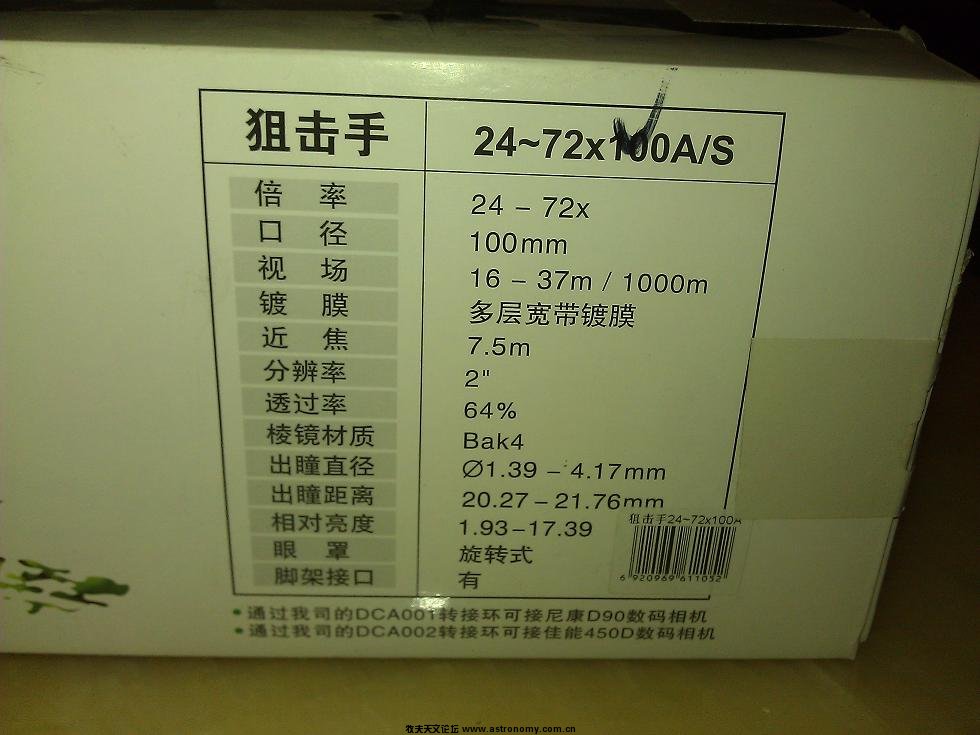 狙击手 24~72x100A/S
倍 率 24 – 72x
口 径 100mm
视 场 16 – 37m / 1000m
镀 膜 多层宽带镀膜
近 焦 7.5m
分辨率 2"
透过率 64%
棱镜材质 Bak4
出瞳直径 Ø1.39 – 4.17mm
出瞳距离 20.27–21.76mm
相对亮度 1.93–17.39
狙击手24~72x100A
眼 罩 旋转式
6 920969 611052
脚架接口 有
•通过我司的DCA001转接环可接尼康D90数码相机
•通过我司的DCA002转接环可接佳能450D数码相机
牧夫天文论坛 www.astronomy.com.cn